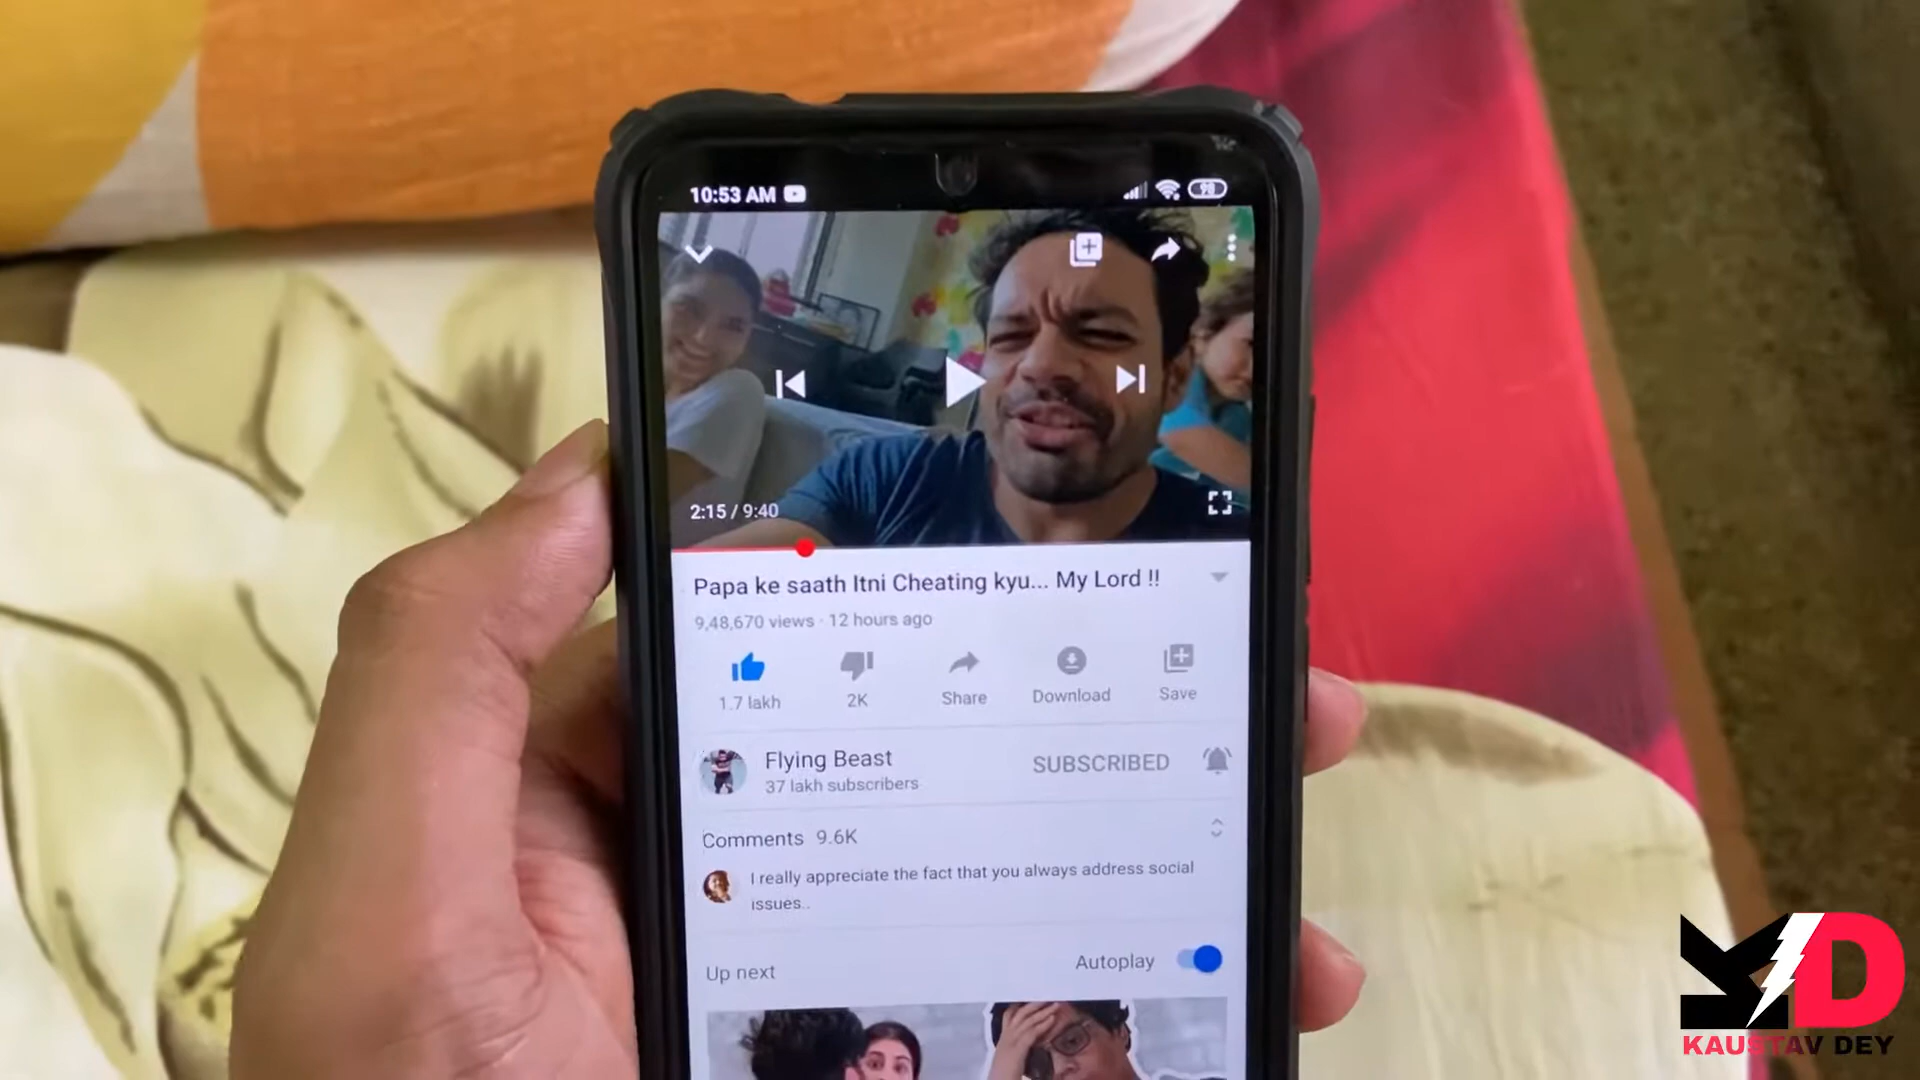 10:53 AM
98
2:15 / 9:40
Papa ke saath Itni Cheating kyu... My Lord !!
9,48,670 views · 12 hours ago
1.7 lakh
2K
Share
Download
Save
Flying Beast
37 lakh subscribers
SUBSCRIBED
Comments 9.6K
I really appreciate the fact that you always address social
issues..
Up next
Autoplay
KD
KAUSTAV DEY